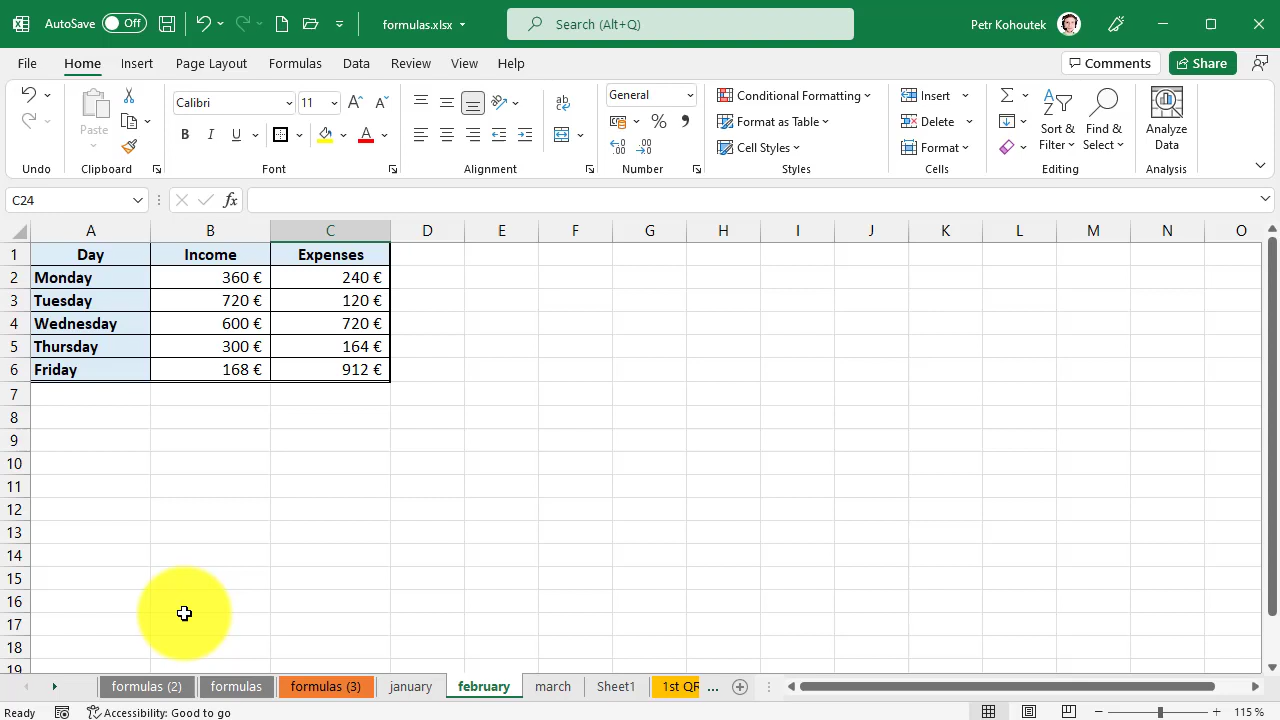 AutoSave Off formulas.xlsx Search (Alt+Q) Petr Kohoutek
File Home Insert Page Layout Formulas Data Review View Help Comments Share
Paste
Calibri 11
B I U A
ab
General
% 
Conditional Formatting
Format as Table
Cell Styles
Insert
Delete
Format
Sort & Filter
Find & Select
Analyze Data
Undo Clipboard Font Alignment Number Styles Cells Editing Analysis
C24 fx
A B C D E F G H I J K L M N O
1 Day Income Expenses
2 Monday 360 € 240 €
3 Tuesday 720 € 120 €
4 Wednesday 600 € 720 €
5 Thursday 300 € 164 €
6 Friday 168 € 912 €
7
8
9
10
11
12
13
14
15
16
17
18
19
formulas (2) formulas formulas (3) january february march Sheet1 1st QR ...
Ready Accessibility: Good to go 115 %